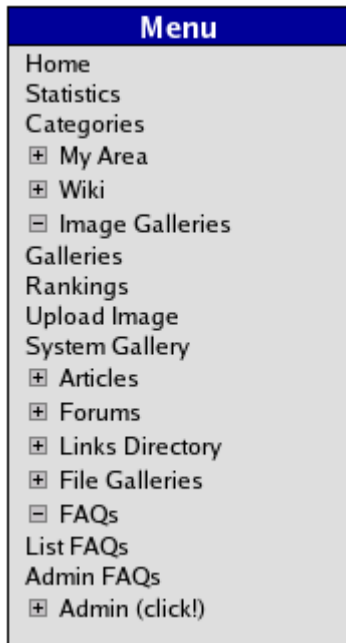 Menu
Home
Statistics
Categories
My Area
Wiki
Image Galleries
Galleries
Rankings
Upload Image
System Gallery
Articles
Forums
Links Directory
File Galleries
FAQs
List FAQs
Admin FAQs
Admin (click!)